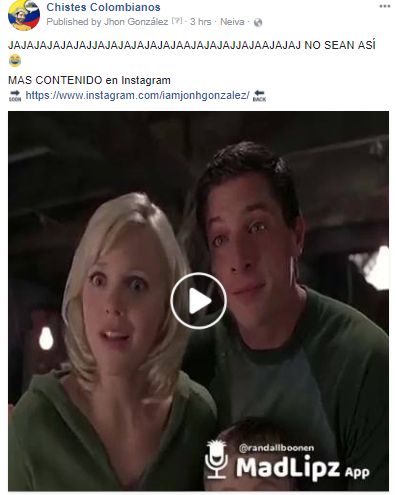 Chistes Colombianos
Published by Jhon González [?] · 3 hrs · Neiva ·
JAJAJAJAJAJAJJAJAJAJAJAJAJAAJAJAJAJJAJAAJAJAJ NO SEAN ASÍ
😂
MAS CONTENIDO en Instagram
SOON https://www.instagram.com/iamjonhgonzalez/ BACK
@randallboonen
MadLipz App